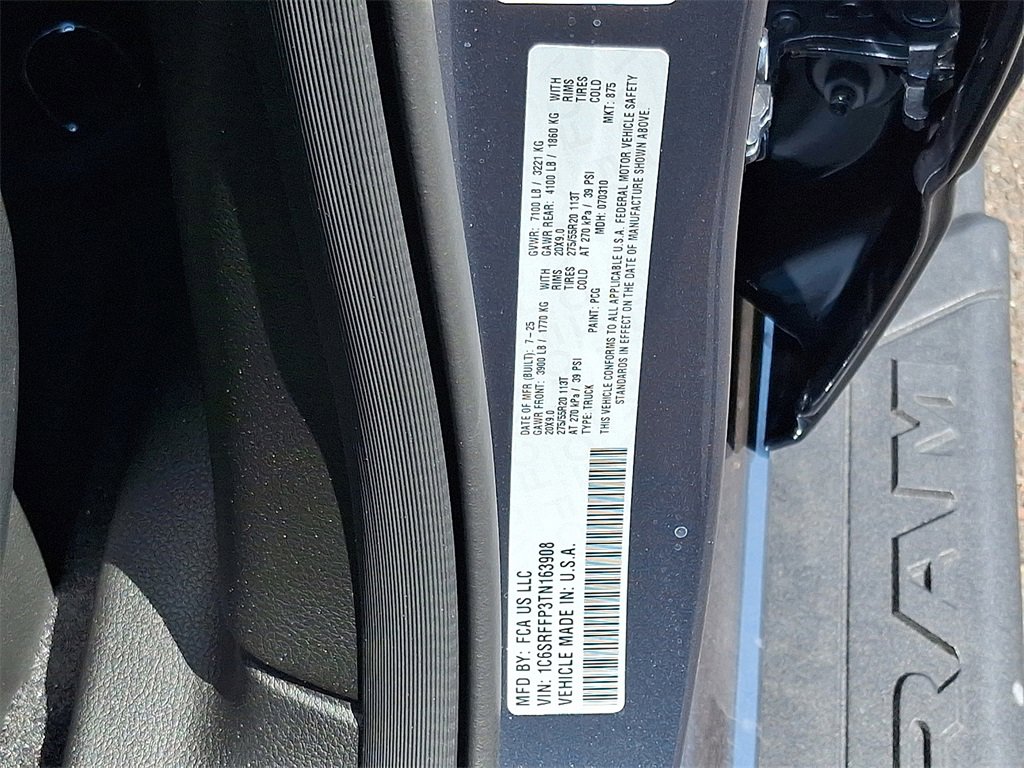 MFD BY: FCA US LLC
VIN: 1C6SRFFP3TN163908
VEHICLE MADE IN: U.S.A.
DATE OF MFR (BUILT): 7-25
GVWR: 7100 LB / 3221 KG
GAWR FRONT: 3900 LB / 1770 KG WITH
20X9.0 RIMS
275/55R20 113T TIRES
AT 270 kPa / 39 PSI COLD
GAWR REAR: 4100 LB / 1860 KG WITH
20X9.0 RIMS
275/55R20 113T TIRES
AT 270 kPa / 39 PSI COLD
TYPE: TRUCK PAINT: PCG MDH: 070310 MKT: 875
THIS VEHICLE CONFORMS TO ALL APPLICABLE U.S.A. FEDERAL MOTOR VEHICLE SAFETY
STANDARDS IN EFFECT ON THE DATE OF MANUFACTURE SHOWN ABOVE.
RAM